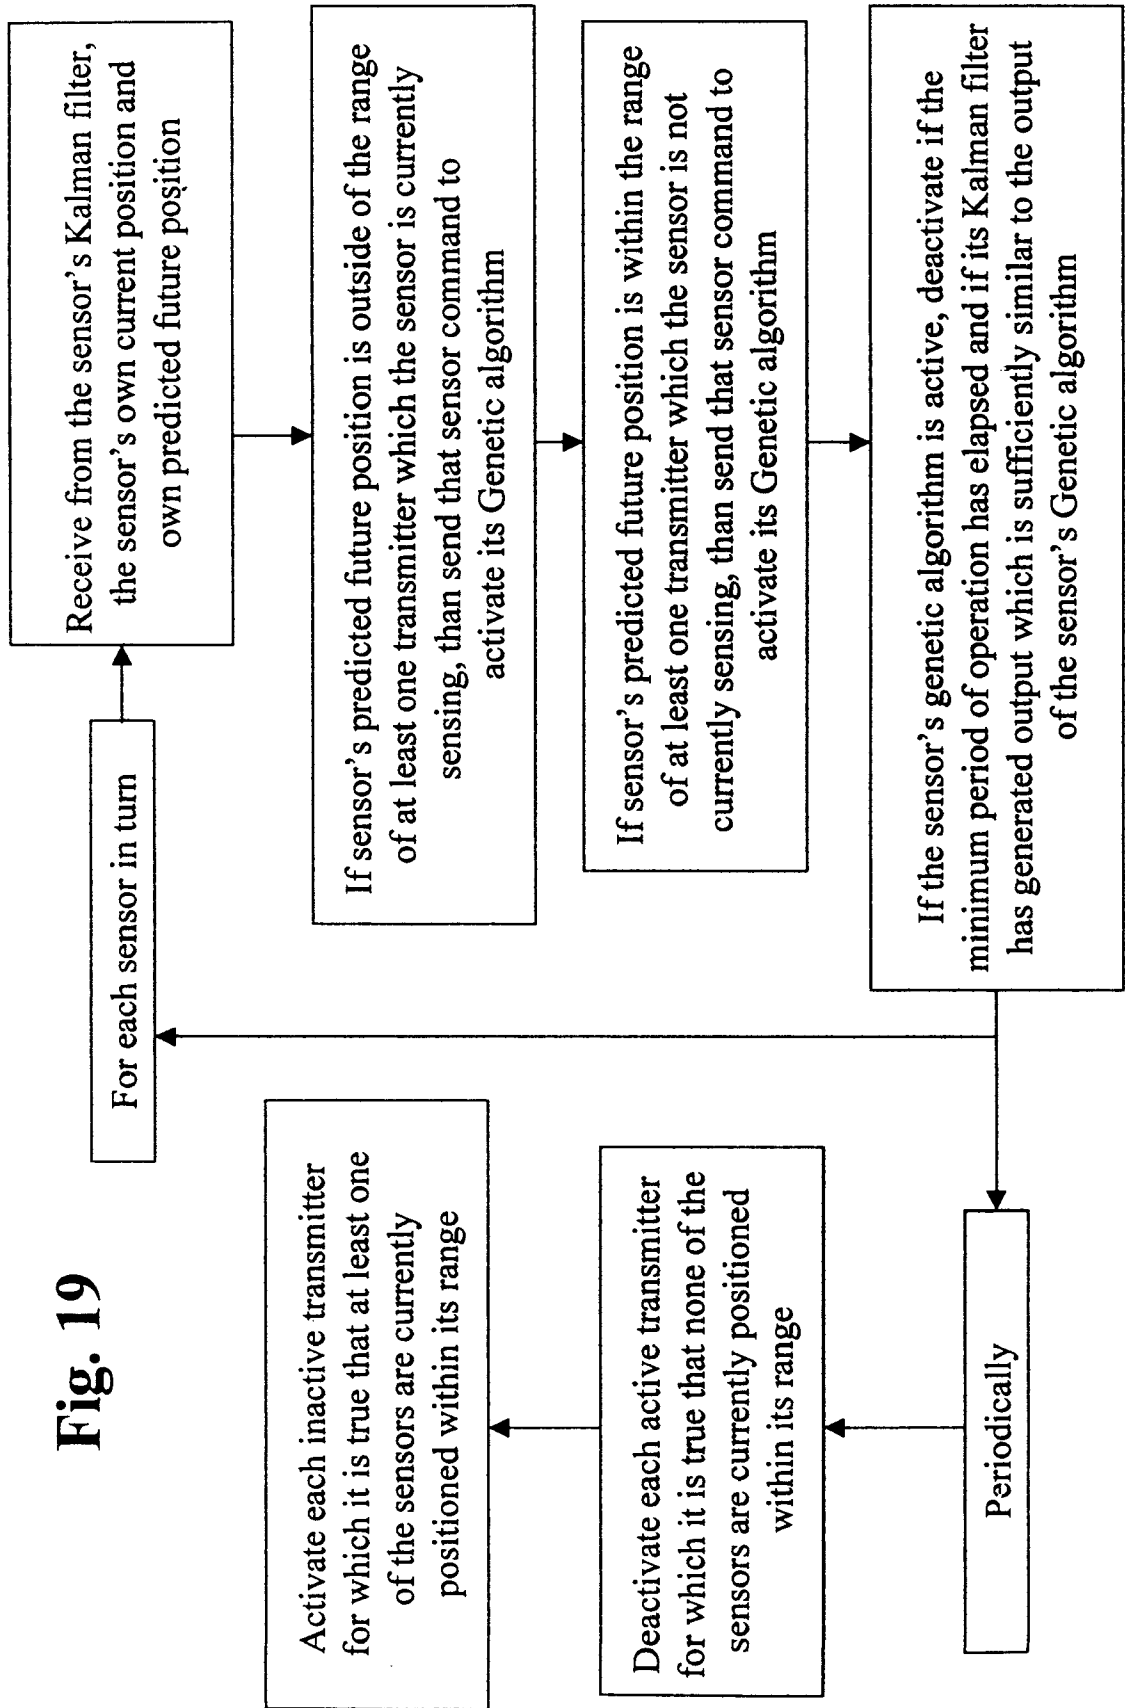 Fig. 19
For each sensor in turn
Receive from the sensor's Kalman filter,
the sensor's own current position and
own predicted future position
If sensor's predicted future position is outside of the range
of at least one transmitter which the sensor is currently
sensing, than send that sensor command to
activate its Genetic algorithm
If sensor's predicted future position is within the range
of at least one transmitter which the sensor is not
currently sensing, than send that sensor command to
activate its Genetic algorithm
If the sensor's genetic algorithm is active, deactivate if the
minimum period of operation has elapsed and if its Kalman filter
has generated output which is sufficiently similar to the output
of the sensor's Genetic algorithm
Periodically
Deactivate each active transmitter
for which it is true that none of the
sensors are currently positioned
within its range
Activate each inactive transmitter
for which it is true that at least one
of the sensors are currently
positioned within its range